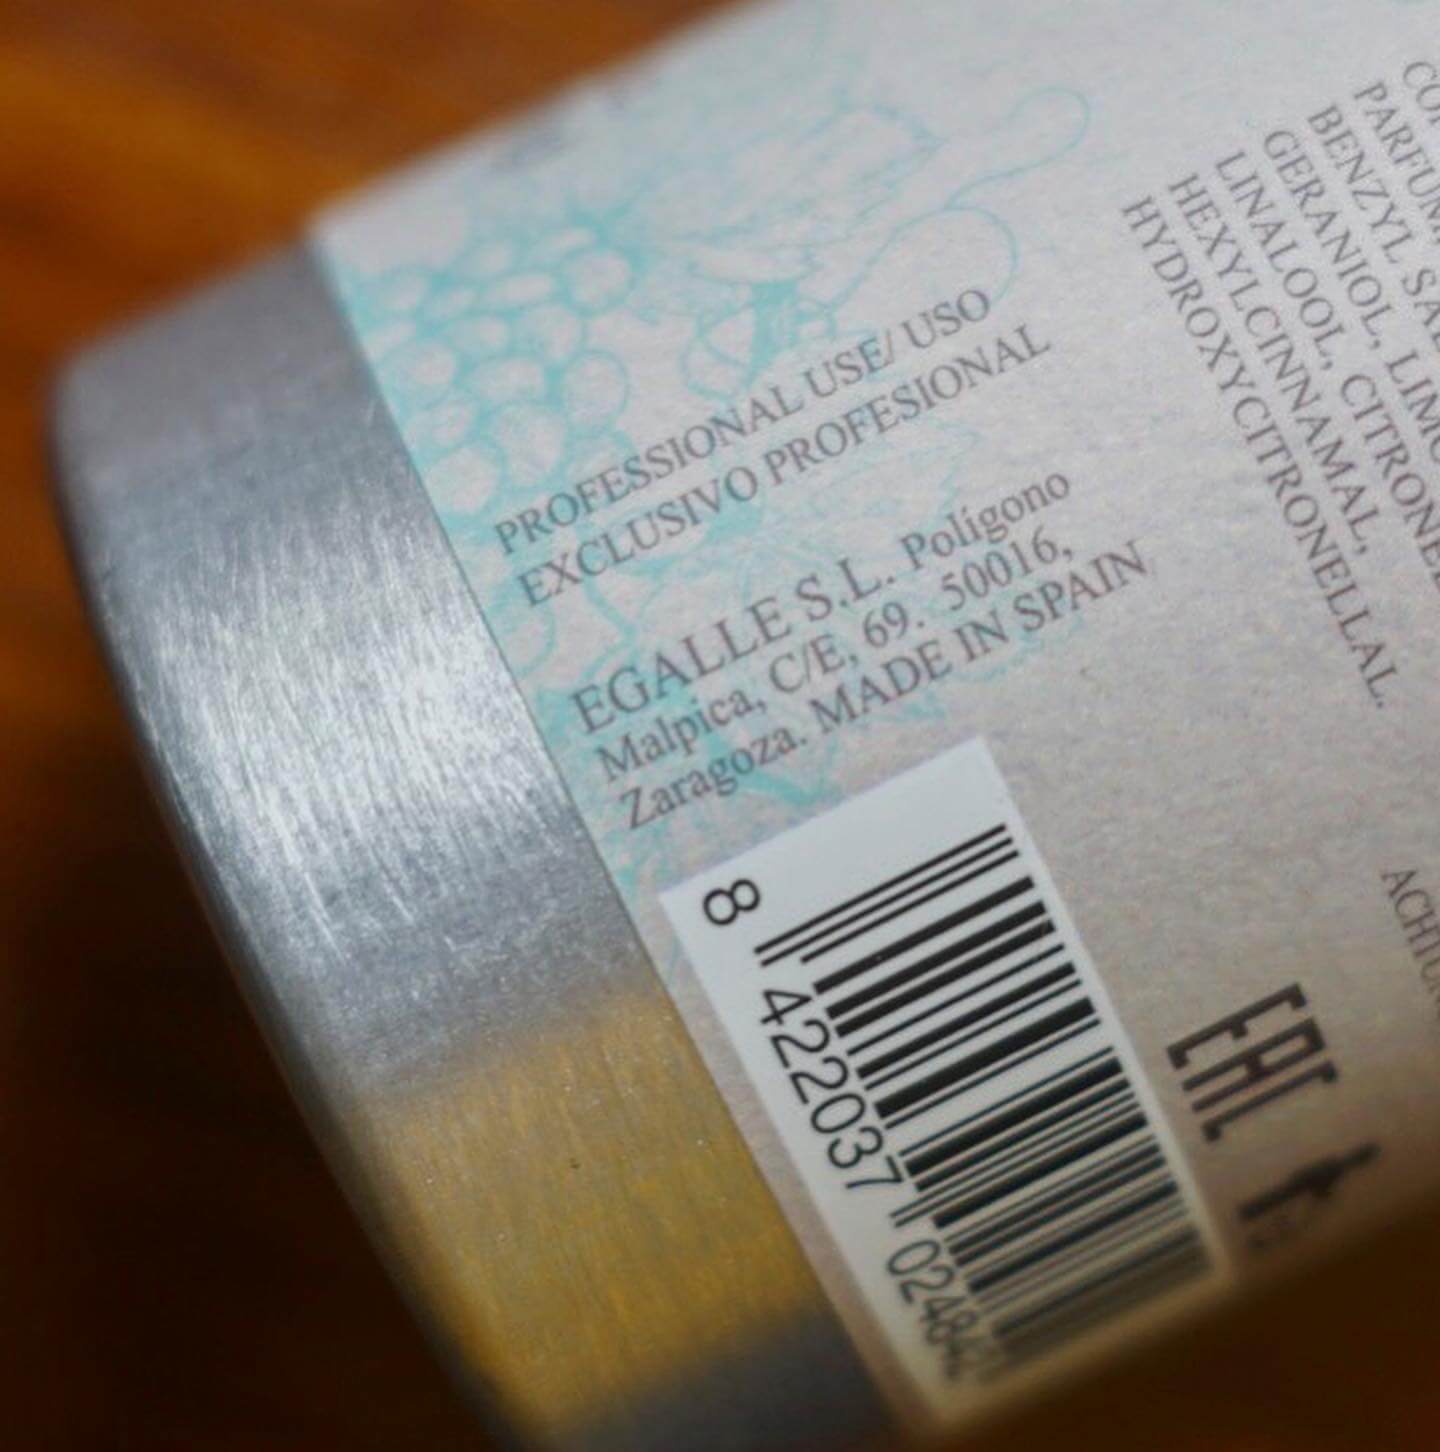 PROFESSIONAL USE/ USO
EXCLUSIVO PROFESIONAL
EGALLE S.L. Polígono
Malpica, C/E, 69. 50016,
Zaragoza. MADE IN SPAIN
8 422037
EAC
BENZYL
GERANIOL,
LINALOOL,
HEXYLCINNAMAL,
HYDROXYCITRONELLAL.